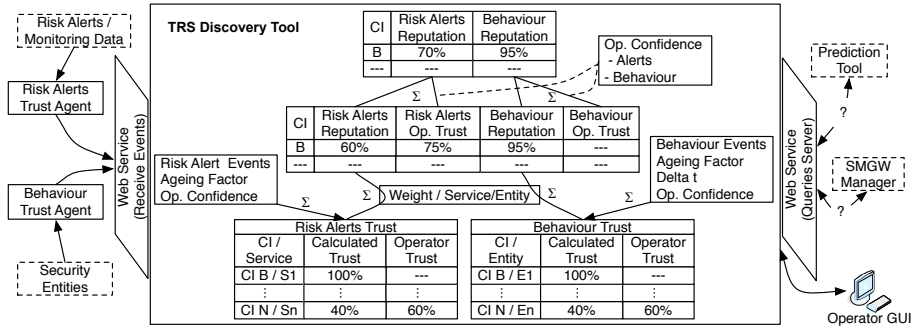 Risk Alerts /
Monitoring Data
Risk Alerts
Trust Agent
Behaviour
Trust Agent
Security
Entities
Web Service
(Receive Events)
TRS Discovery Tool
CI Risk Alerts Reputation Behaviour Reputation
B 70% 95%
--- --- ---
Op. Confidence
- Alerts
- Behaviour
Σ Σ
CI Risk Alerts Reputation Risk Alerts Op. Trust Behaviour Reputation Behaviour Op. Trust
B 60% 75% 95% ---
--- --- --- --- ---
Risk Alert Events
Ageing Factor
Op. Confidence
Σ Σ
Weight / Service/Entity
Σ Σ
Behaviour Events
Ageing Factor
Delta t
Op. Confidence
Risk Alerts Trust
CI / Service Calculated Trust Operator Trust
CI B / S1 100% ---
⋮ ⋮ ⋮
CI N / Sn 40% 60%
Behaviour Trust
CI / Entity Calculated Trust Operator Trust
CI B / E1 100% ---
⋮ ⋮ ⋮
CI N / En 40% 60%
Web Service
(Queries Server)
Prediction
Tool
?
SMGW
Manager
?
Operator GUI